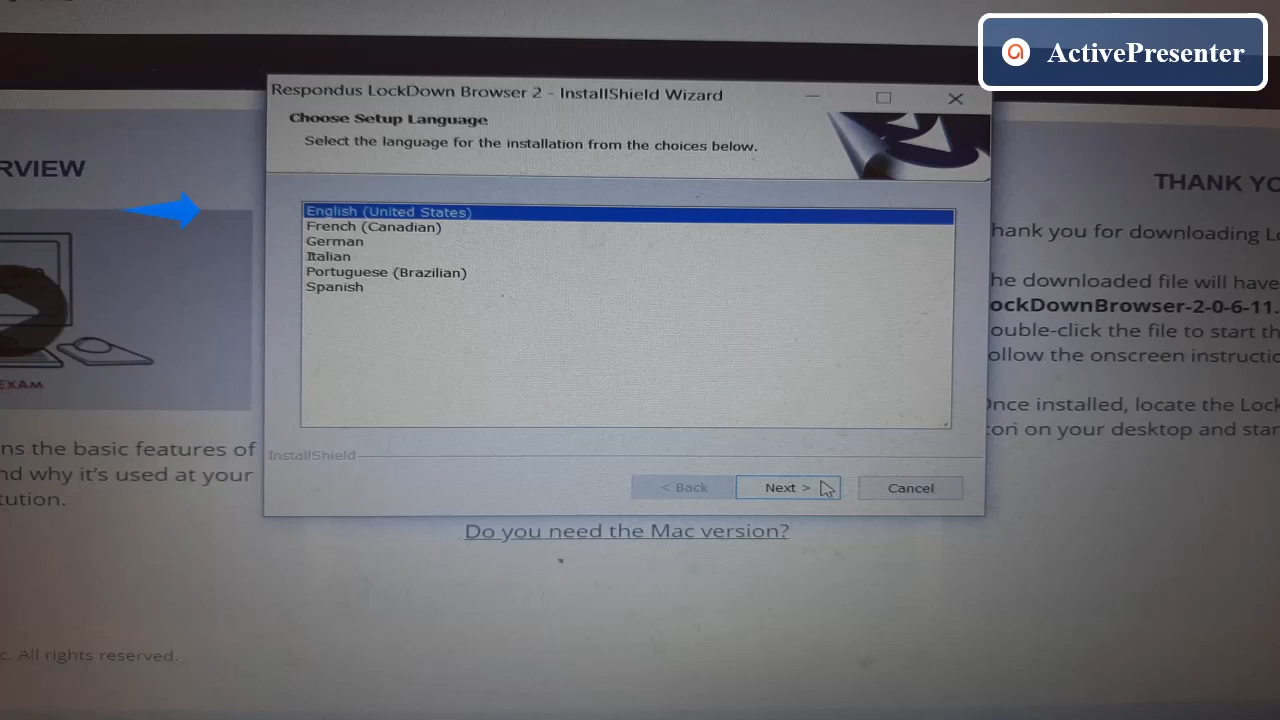 ActivePresenter
Respondus LockDown Browser 2 - InstallShield Wizard
Choose Setup Language
Select the language for the installation from the choices below.
English (United States)
French (Canadian)
German
Italian
Portuguese (Brazilian)
Spanish
InstallShield
< Back
Next >
Cancel
RVIEW
EXAM
ns the basic features of
nd why it's used at your
tution.
THANK YO
hank you for downloading Lo
he downloaded file will have
ockDownBrowser-2-0-6-11.
ouble-click the file to start th
ollow the onscreen instructio
Once installed, locate the Lock
con on your desktop and star
Do you need the Mac version?
c. All rights reserved.